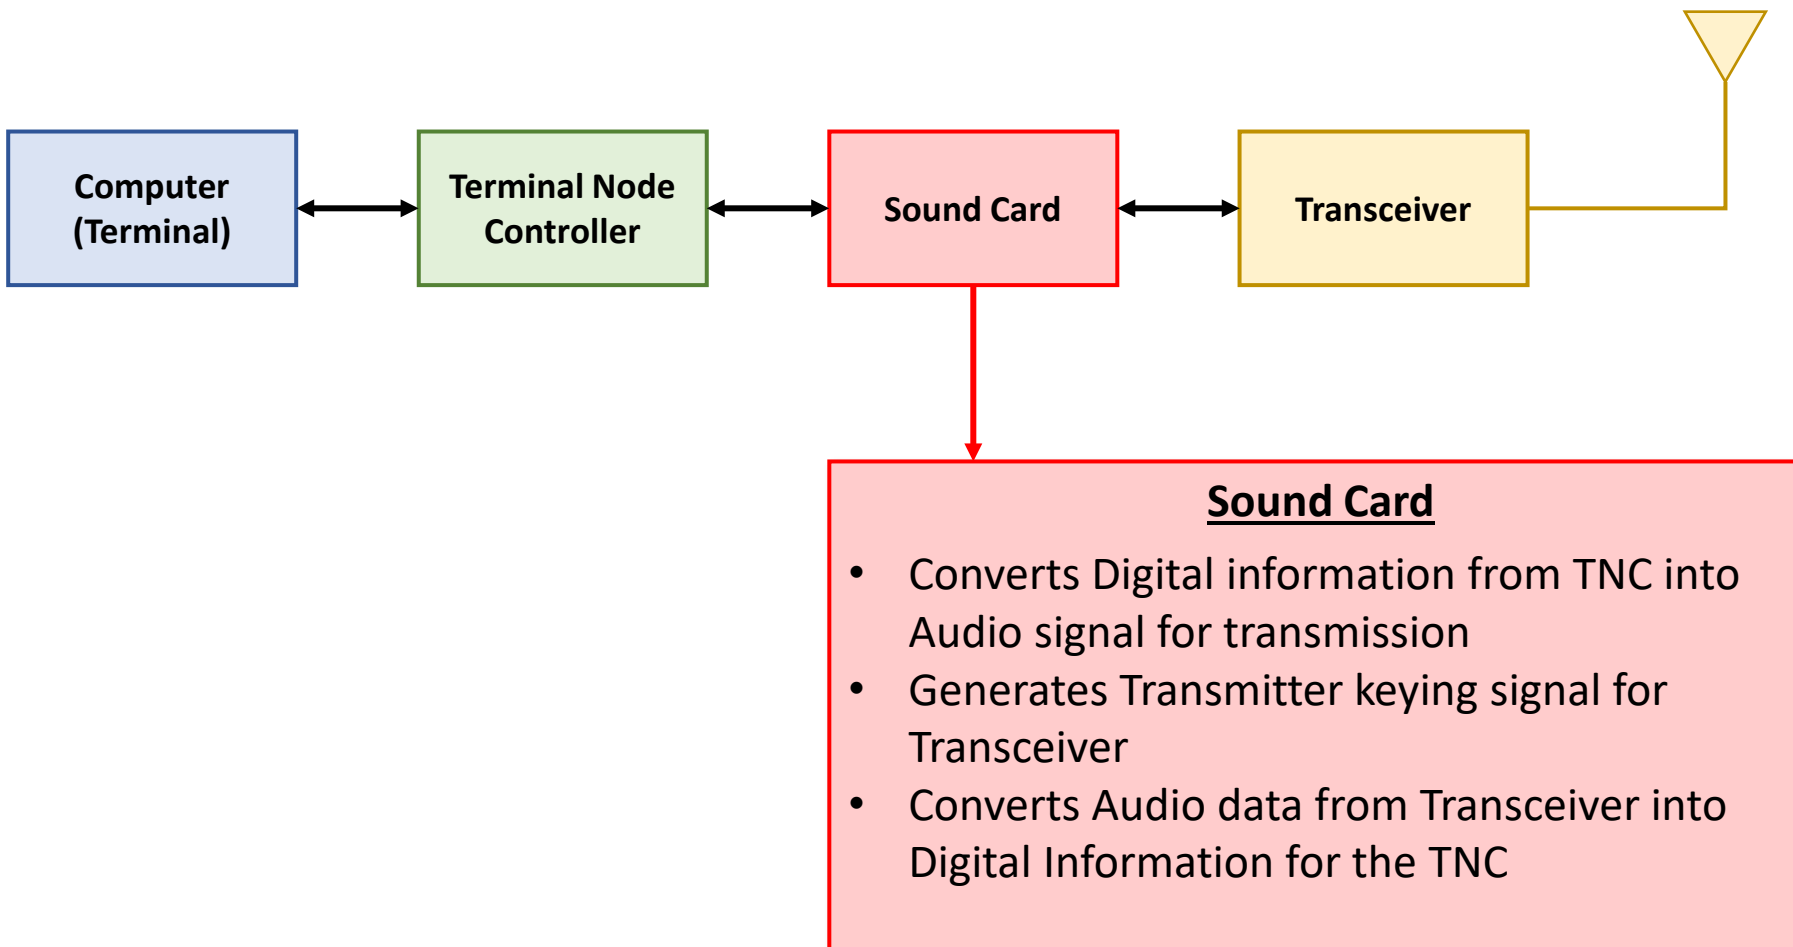 Computer
(Terminal)
Terminal Node
Controller
Sound Card
Transceiver
Sound Card
• Converts Digital information from TNC into
Audio signal for transmission
• Generates Transmitter keying signal for
Transceiver
• Converts Audio data from Transceiver into
Digital Information for the TNC